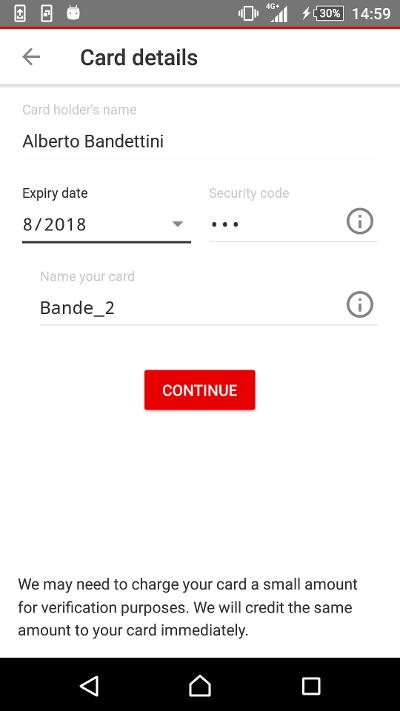 4G+ 30% 14:59
Card details
Card holder's name
Alberto Bandettini
Expiry date Security code
8/2018 •••
Name your card
Bande_2
CONTINUE
We may need to charge your card a small amount
for verification purposes. We will credit the same
amount to your card immediately.